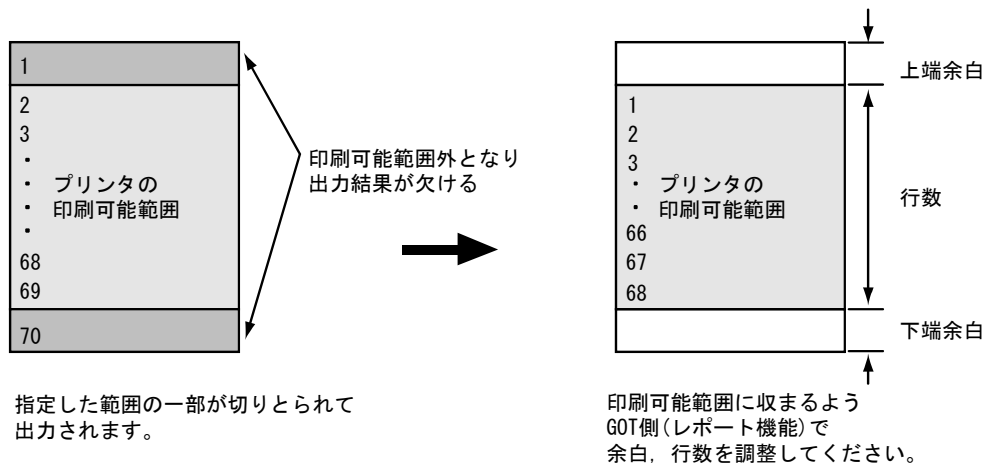 1
2
3
・
・
・
・
68
69
70
プリンタの
印刷可能範囲
印刷可能範囲外となり
出力結果が欠ける
指定した範囲の一部が切りとられて
出力されます。
1
2
3
・
・
66
67
68
プリンタの
印刷可能範囲
上端余白
行数
下端余白
印刷可能範囲に収まるよう
GOT側(レポート機能)で
余白，行数を調整してください。